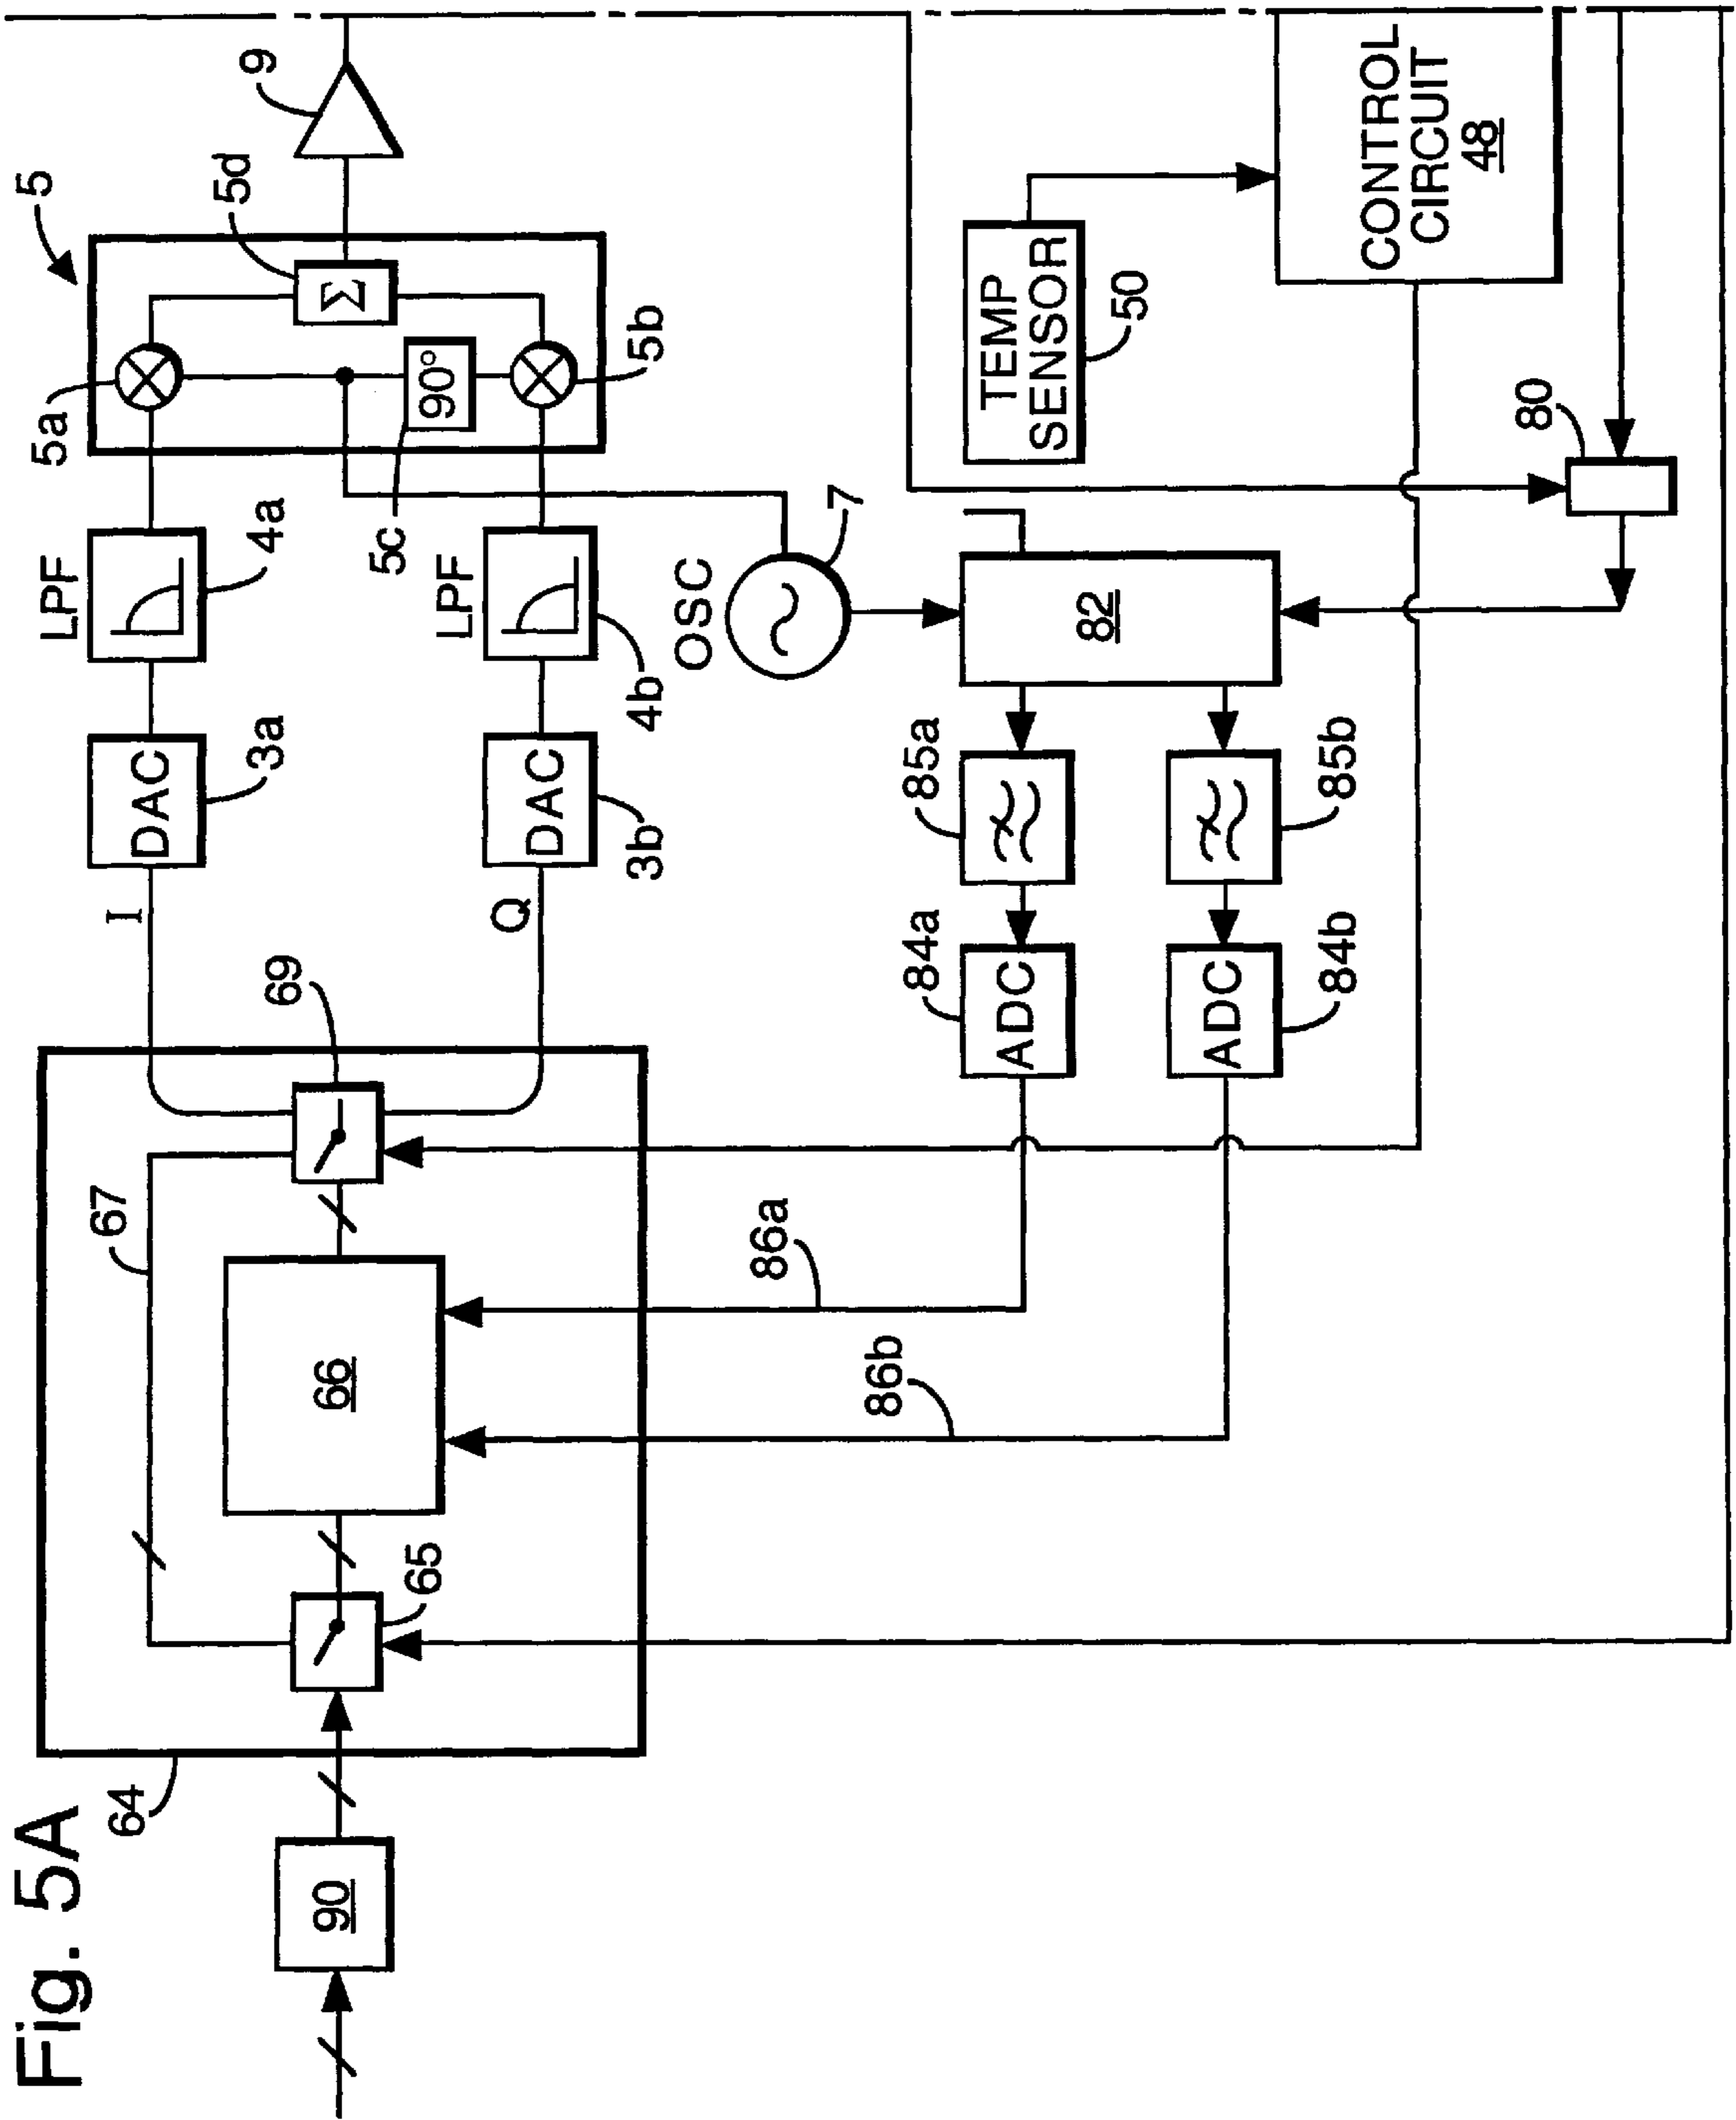 Fig. 5A
90
64
65
66
67
69
I
Q
DAC
3a
DAC
3b
LPF
4a
LPF
4b
5
5a
5b
5c
5d
90°
Σ
9
OSC
7
82
85a
85b
ADC
84a
ADC
84b
86a
86b
TEMP
SENSOR
50
CONTROL
CIRCUIT
48
80